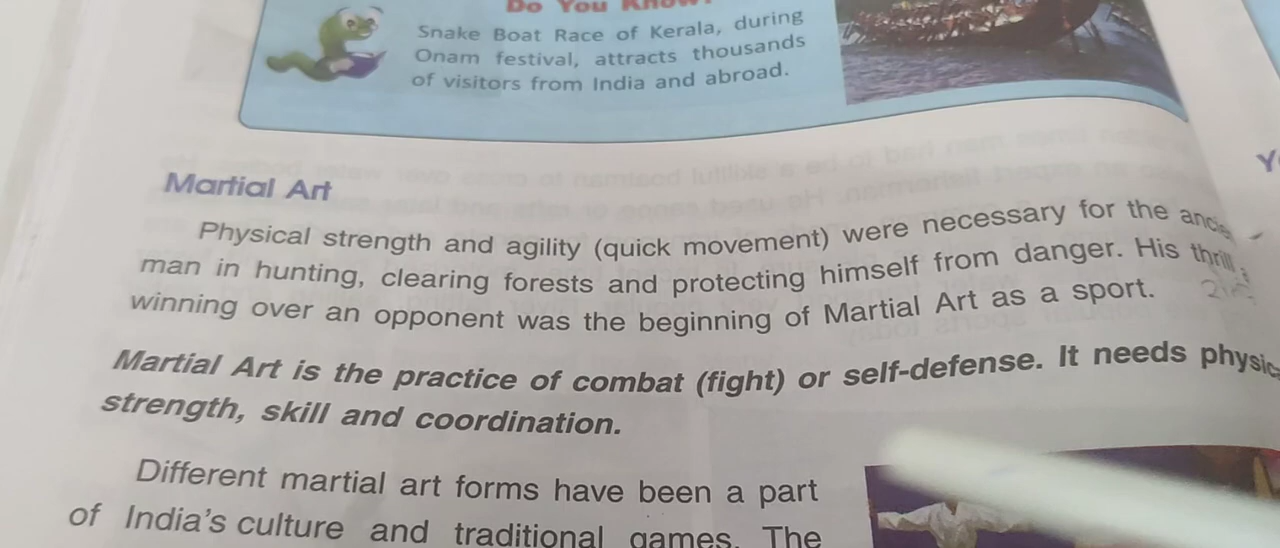 Do You Know?
Snake Boat Race of Kerala, during
Onam festival, attracts thousands
of visitors from India and abroad.
Martial Art
Physical strength and agility (quick movement) were necessary for the
man in hunting, clearing forests and protecting himself from danger. His thrill
winning over an opponent was the beginning of Martial Art as a sport.
Martial Art is the practice of combat (fight) or self-defense. It needs
strength, skill and coordination.
Different martial art forms have been a part
of India's culture and traditional games. The